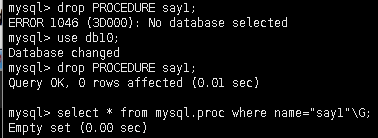 mysql> drop PROCEDURE say1;
ERROR 1046 (3D000): No database selected
mysql> use db10;
Database changed
mysql> drop PROCEDURE say1;
Query OK, 0 rows affected (0.01 sec)
mysql> select * from mysql.proc where name="say1"\G;
Empty set (0.00 sec)